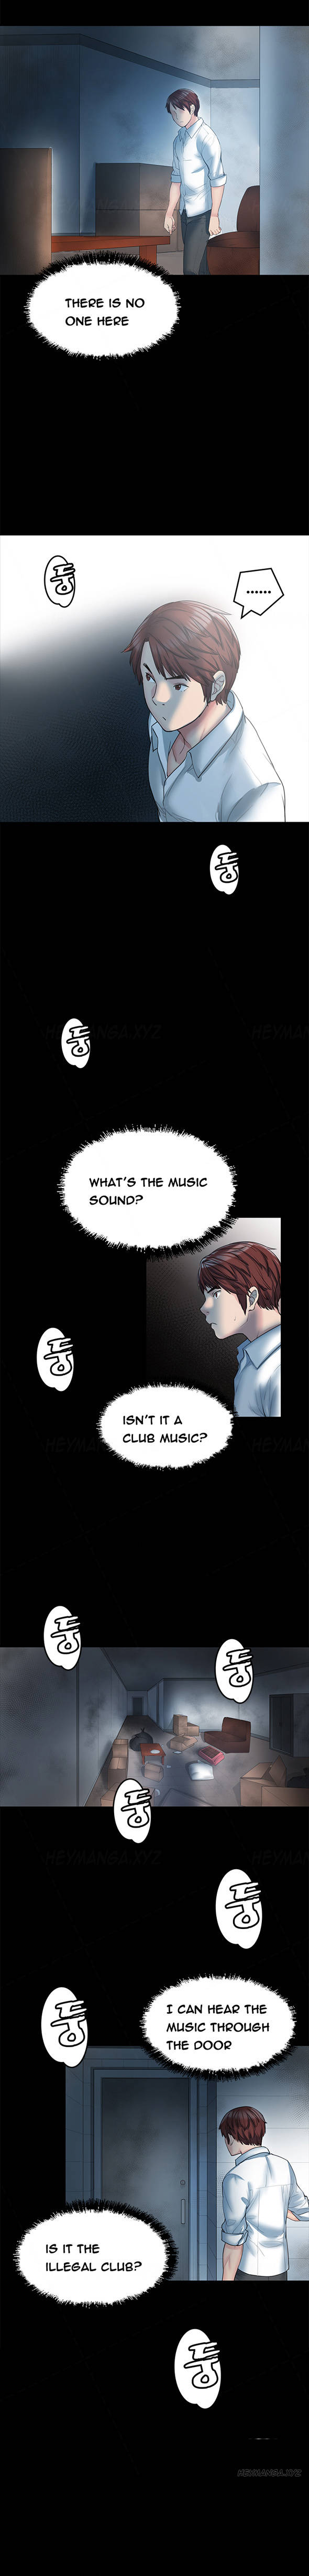 THERE IS NO
ONE HERE
둥
......
둥
HEYMANGA.XYZ
둥
WHAT'S THE MUSIC
SOUND?
둥
ISN'T IT A
CLUB MUSIC?
둥
둥
둥
HEYMANGA.XYZ
둥
둥
I CAN HEAR THE
MUSIC THROUGH
THE DOOR
IS IT THE
ILLEGAL CLUB?
둥
HEYMANGA.XYZ